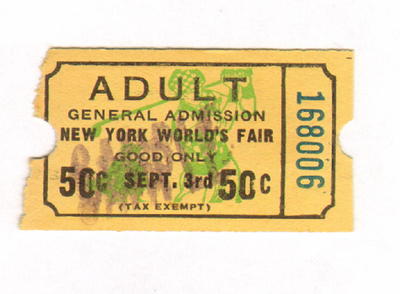 ADULT
GENERAL ADMISSION
NEW YORK WORLD'S FAIR
GOOD ONLY
50c SEPT. 3rd 50c
(TAX EXEMPT)
168006